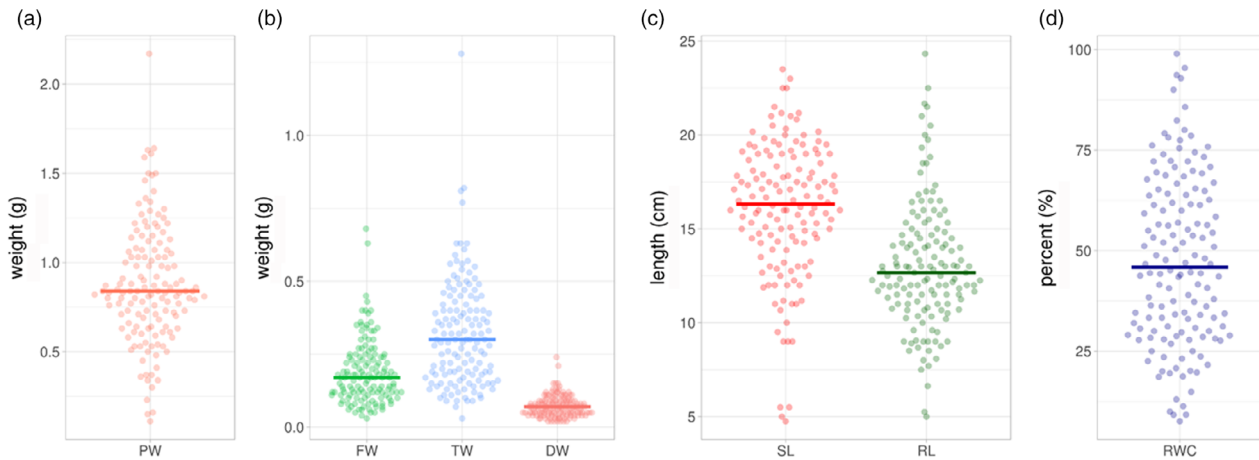 (a)
(b)
(c)
(d)
weight (g)
2.0
1.5
1.0
0.5
PW
weight (g)
1.0
0.5
0.0
FW TW DW
length (cm)
25
20
15
10
5
SL RL
percent (%)
100
75
50
25
RWC